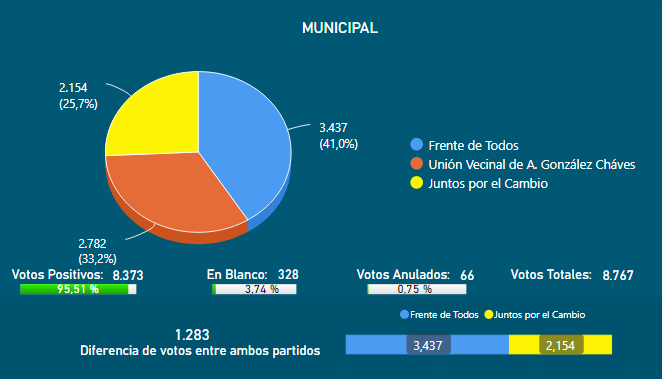 MUNICIPAL
2.154
(25,7%)
3.437
(41,0%)
Frente de Todos
Unión Vecinal de A. González Cháves
Juntos por el Cambio
2.782
(33,2%)
Votos Positivos: 8.373
95,51 %
En Blanco: 328
3,74 %
Votos Anulados: 66
0,75 %
Votos Totales: 8.767
1.283
Diferencia de votos entre ambos partidos
Frente de Todos Juntos por el Cambio
3,437 2,154